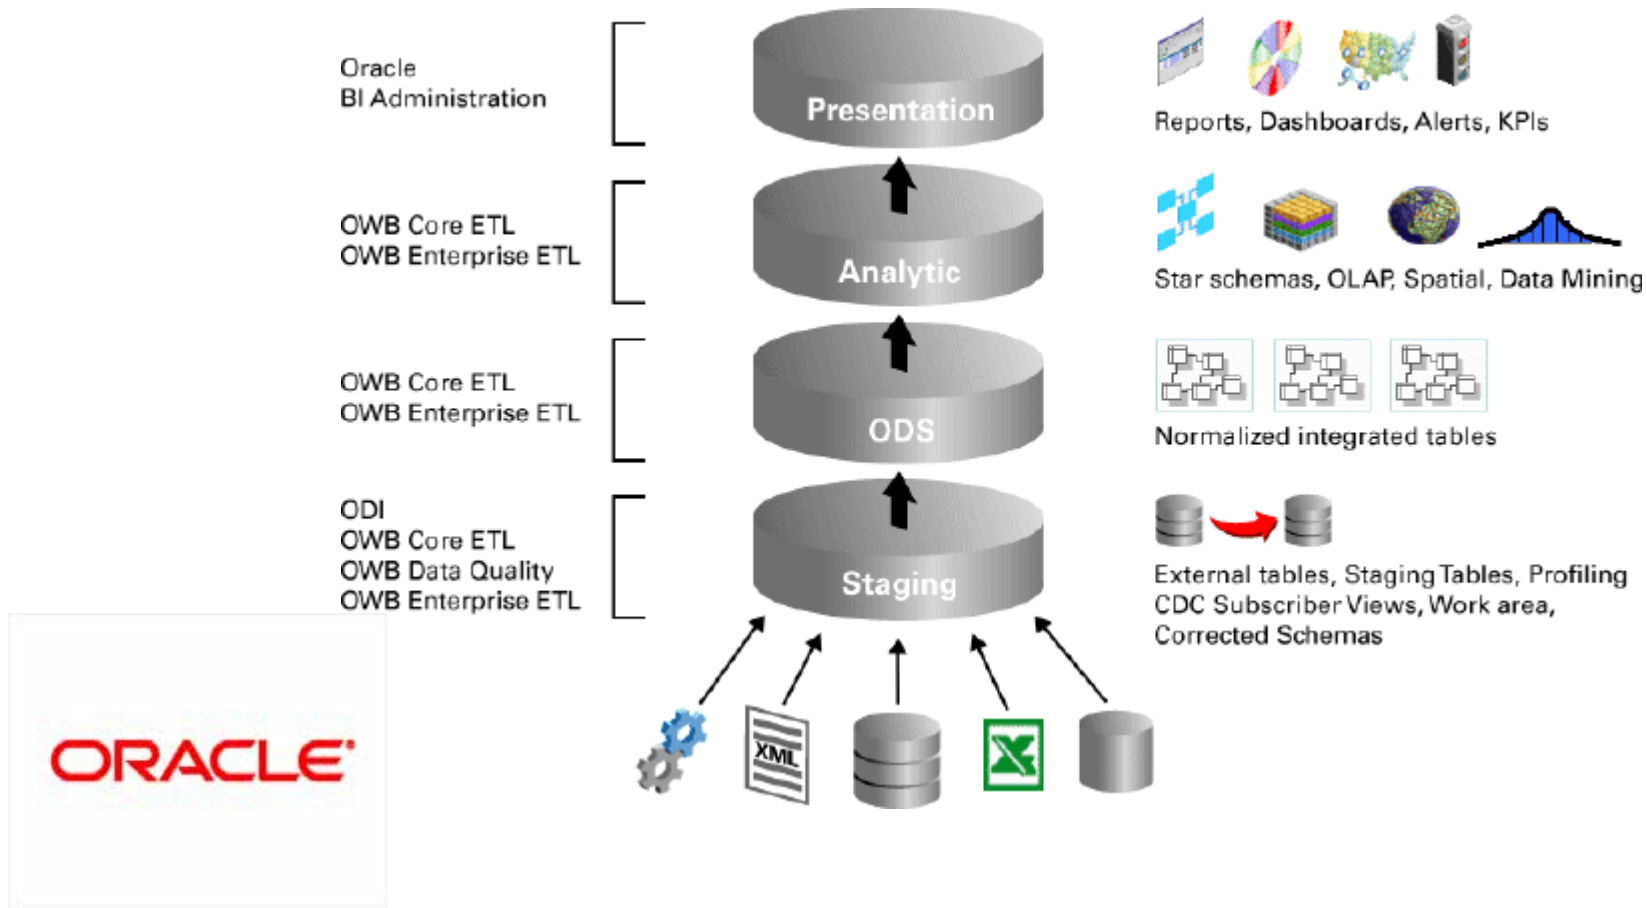 Oracle
BI Administration
Presentation
Reports, Dashboards, Alerts, KPIs
OWB Core ETL
OWB Enterprise ETL
Analytic
Star schemas, OLAP, Spatial, Data Mining
OWB Core ETL
OWB Enterprise ETL
ODS
Normalized integrated tables
ODI
OWB Core ETL
OWB Data Quality
OWB Enterprise ETL
Staging
External tables, Staging Tables, Profiling
CDC Subscriber Views, Work area,
Corrected Schemas
XML
X
ORACLE